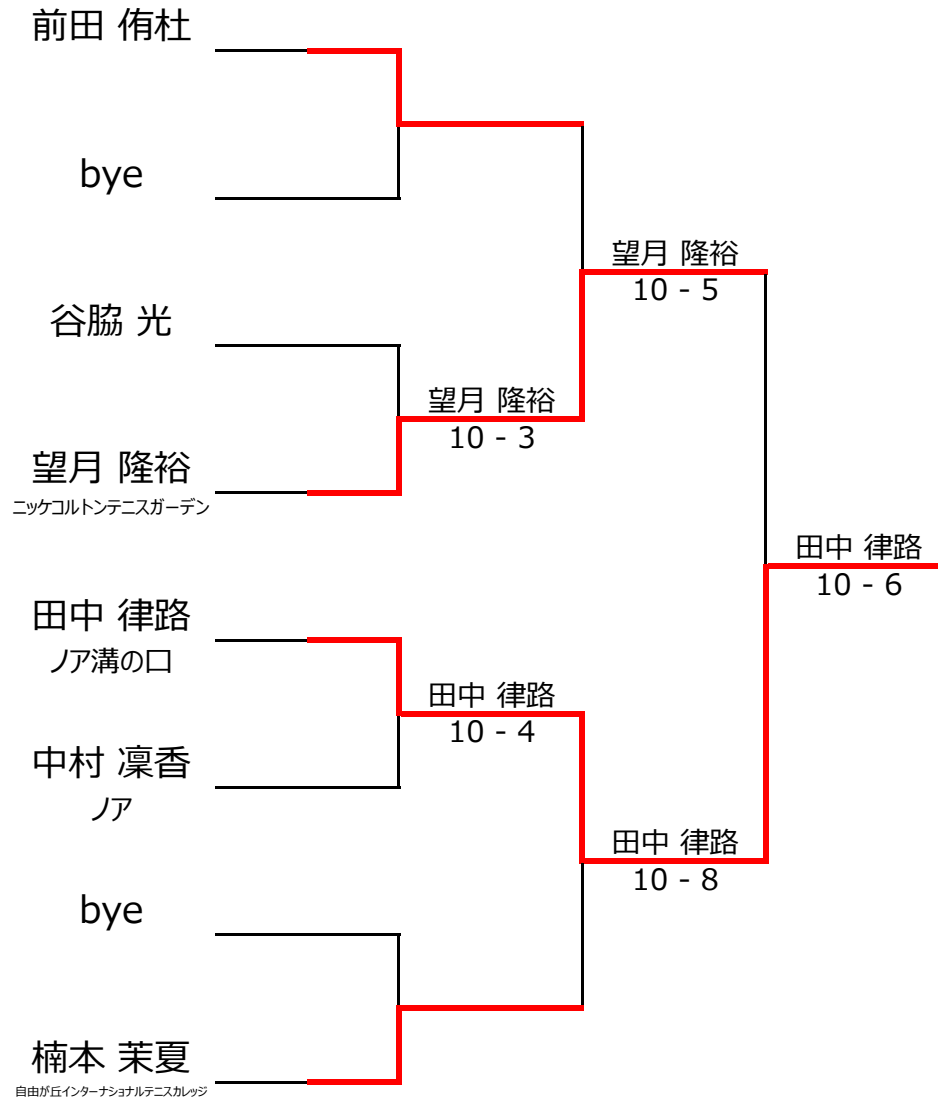 前田 侑杜
bye
谷脇 光
望月 隆裕
ニッケコルトンテニスガーデン
田中 律路
ノア溝の口
中村 凜香
ノア
bye
楠本 茉夏
自由が丘インターナショナルテニスカレッジ
望月 隆裕
10 - 3
田中 律路
10 - 4
望月 隆裕
10 - 5
田中 律路
10 - 8
田中 律路
10 - 6